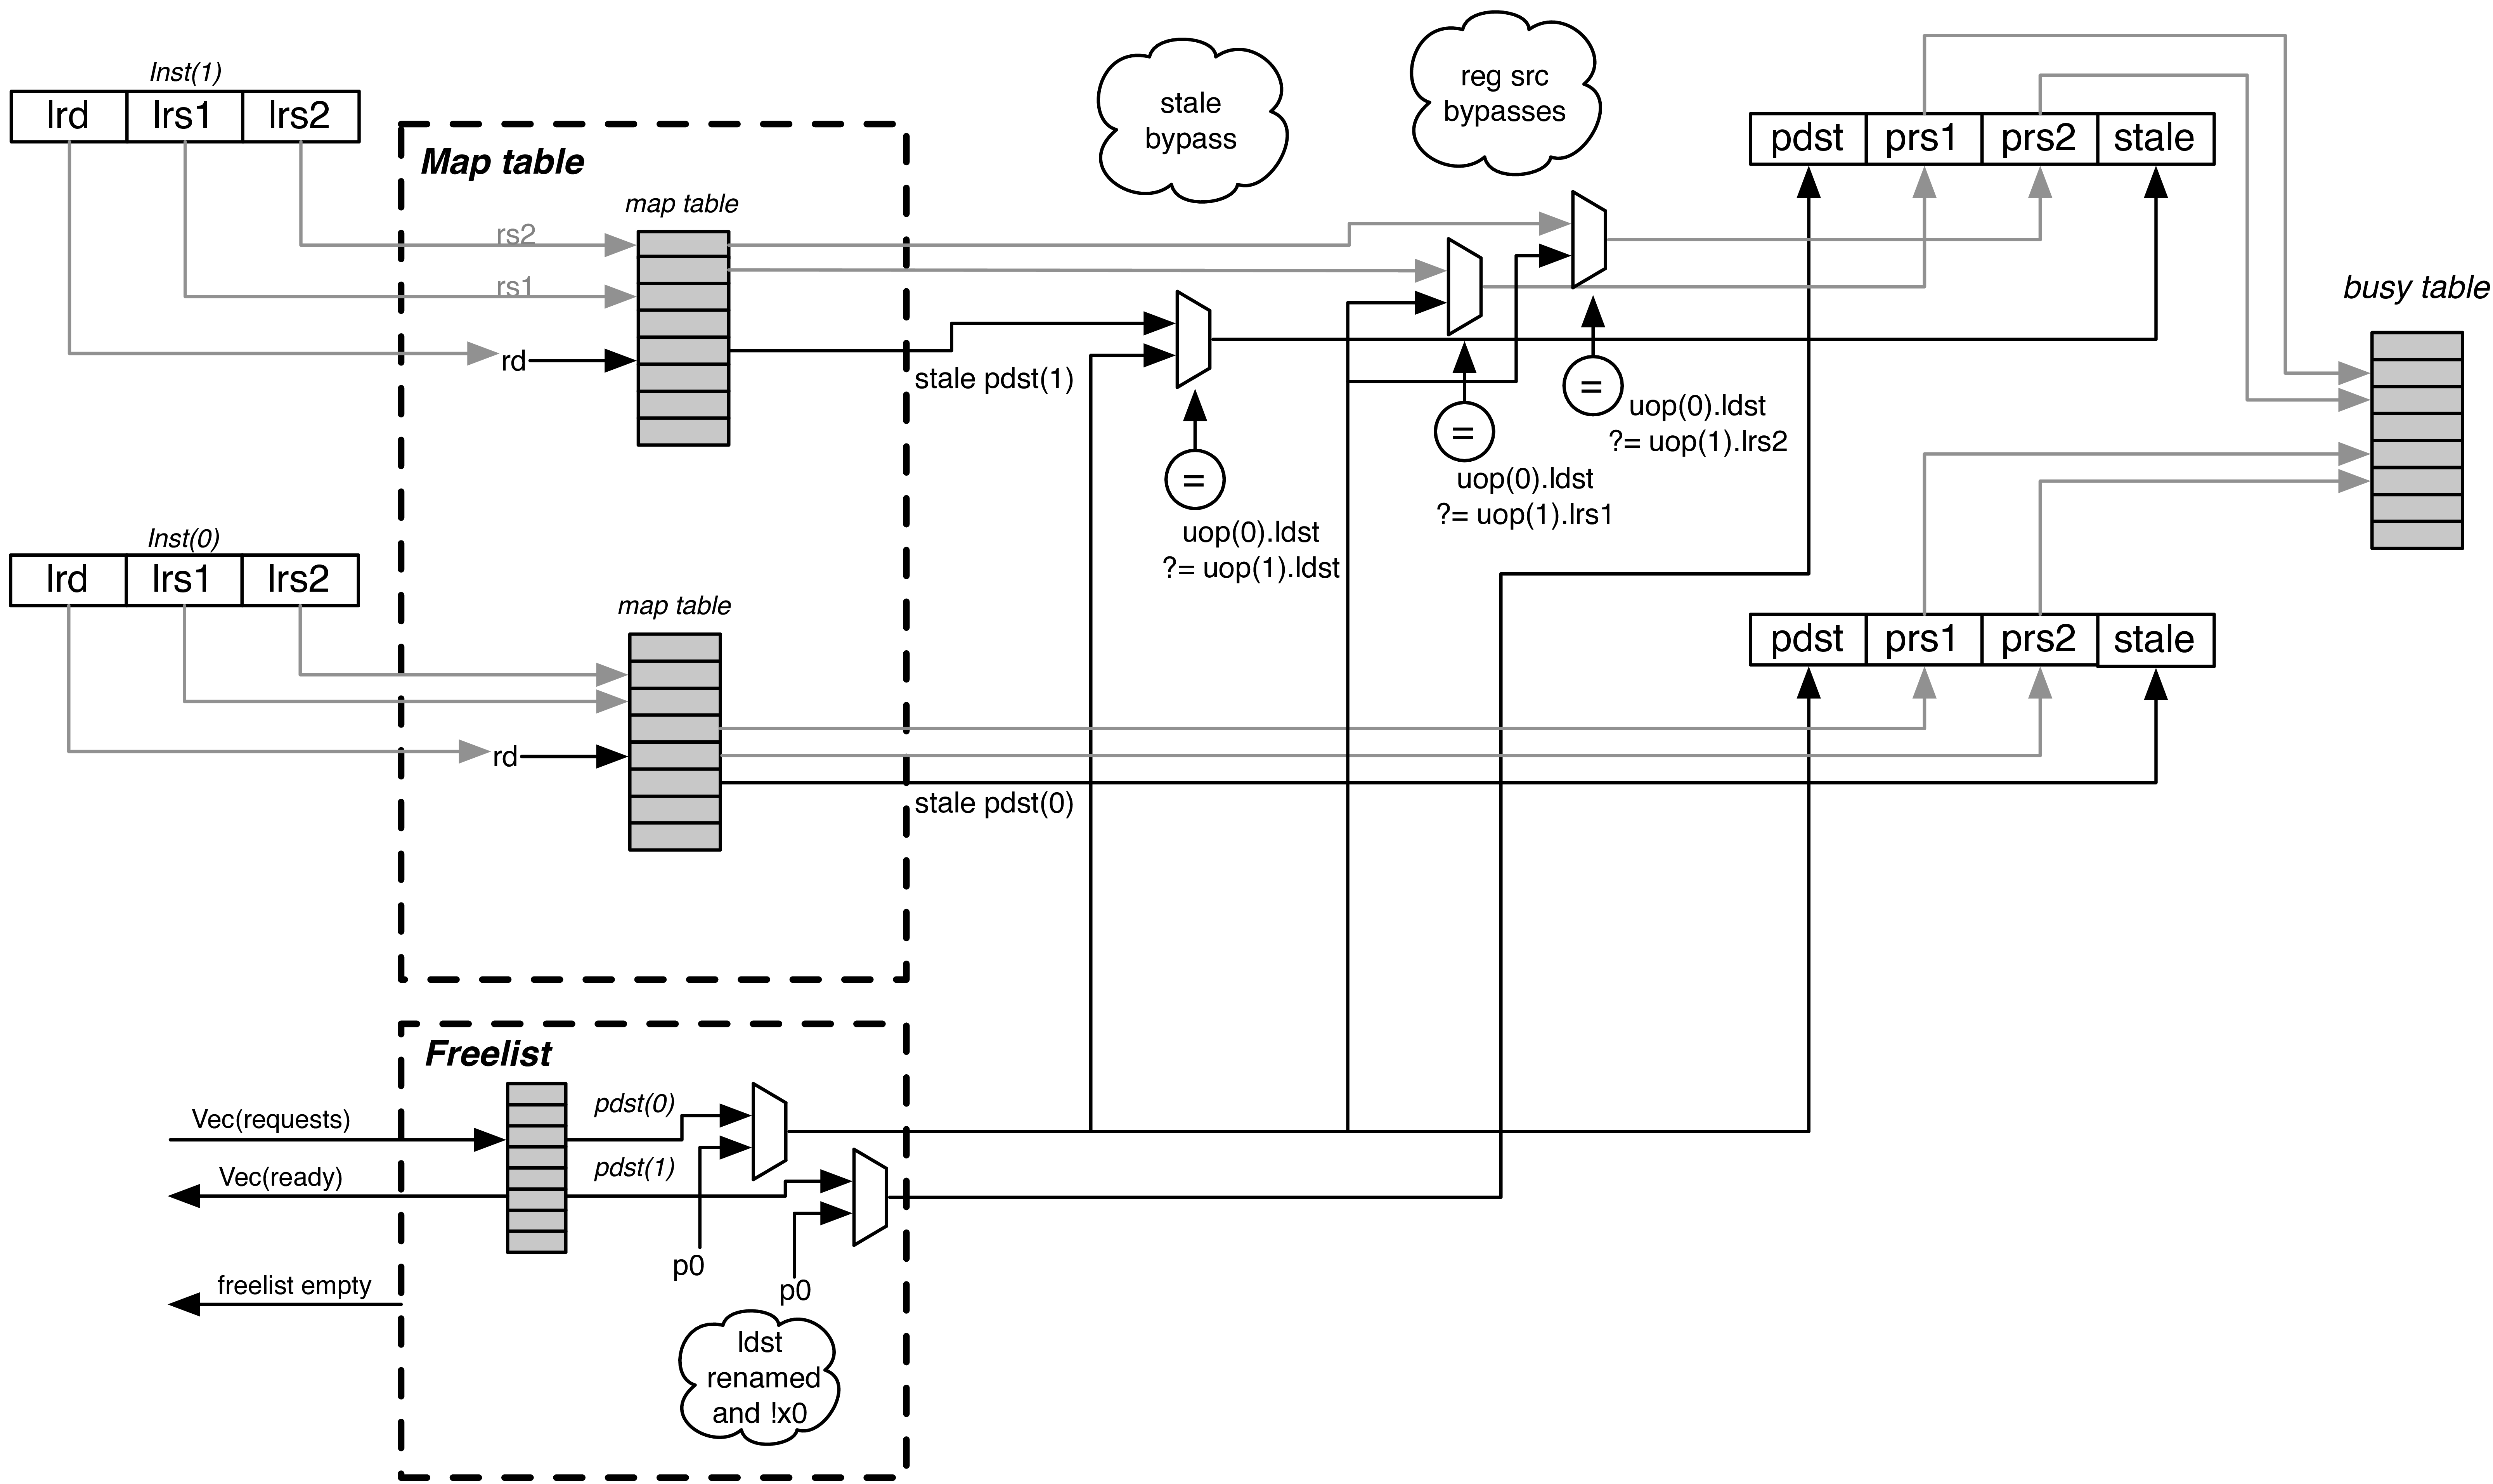 Inst(1)
lrd lrs1 lrs2
Map table
map table
rs2
rs1
rd
stale pdst(1)
stale
bypass
reg src
bypasses
=
uop(0).ldst
?= uop(1).ldst
=
uop(0).ldst
?= uop(1).lrs1
=
uop(0).ldst
?= uop(1).lrs2
pdst prs1 prs2 stale
busy table
Inst(0)
lrd lrs1 lrs2
map table
rd
stale pdst(0)
pdst prs1 prs2 stale
Freelist
Vec(requests)
Vec(ready)
freelist empty
pdst(0)
pdst(1)
p0
p0
ldst
renamed
and !x0